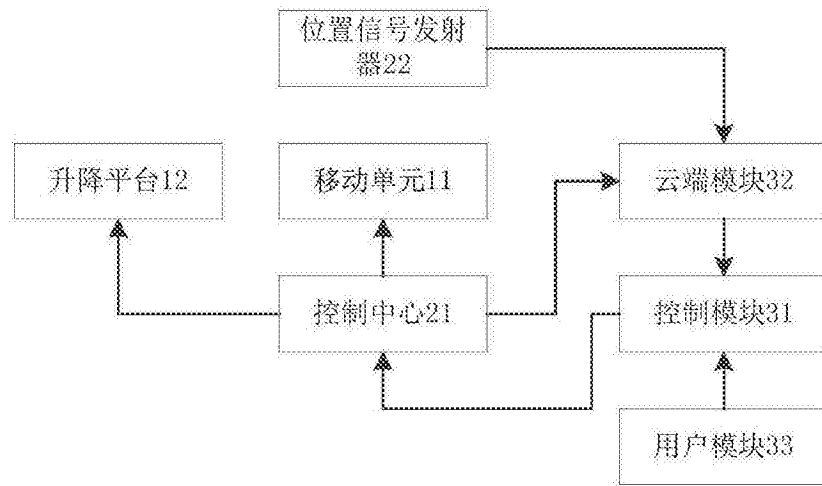 位置信号发射
器22
升降平台12
移动单元11
云端模块32
控制中心21
控制模块31
用户模块33